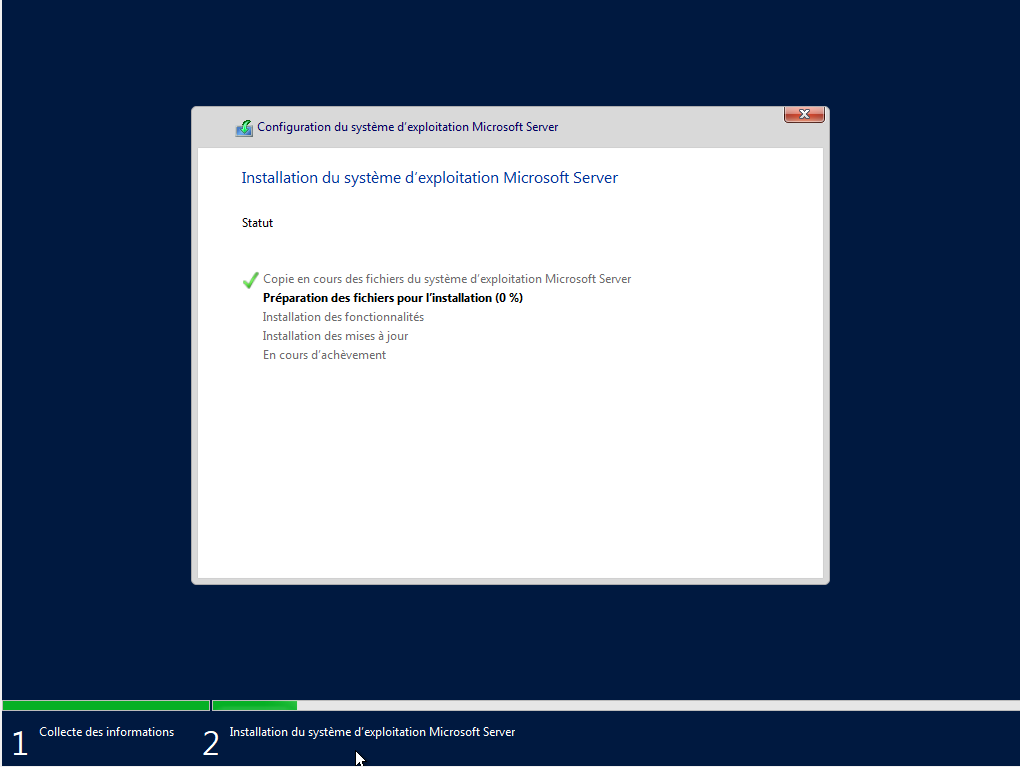 Configuration du système d'exploitation Microsoft Server
Installation du système d'exploitation Microsoft Server
Statut
Copie en cours des fichiers du système d'exploitation Microsoft Server
Préparation des fichiers pour l'installation (0 %)
Installation des fonctionnalités
Installation des mises à jour
En cours d'achèvement
1 Collecte des informations 2 Installation du système d'exploitation Microsoft Server